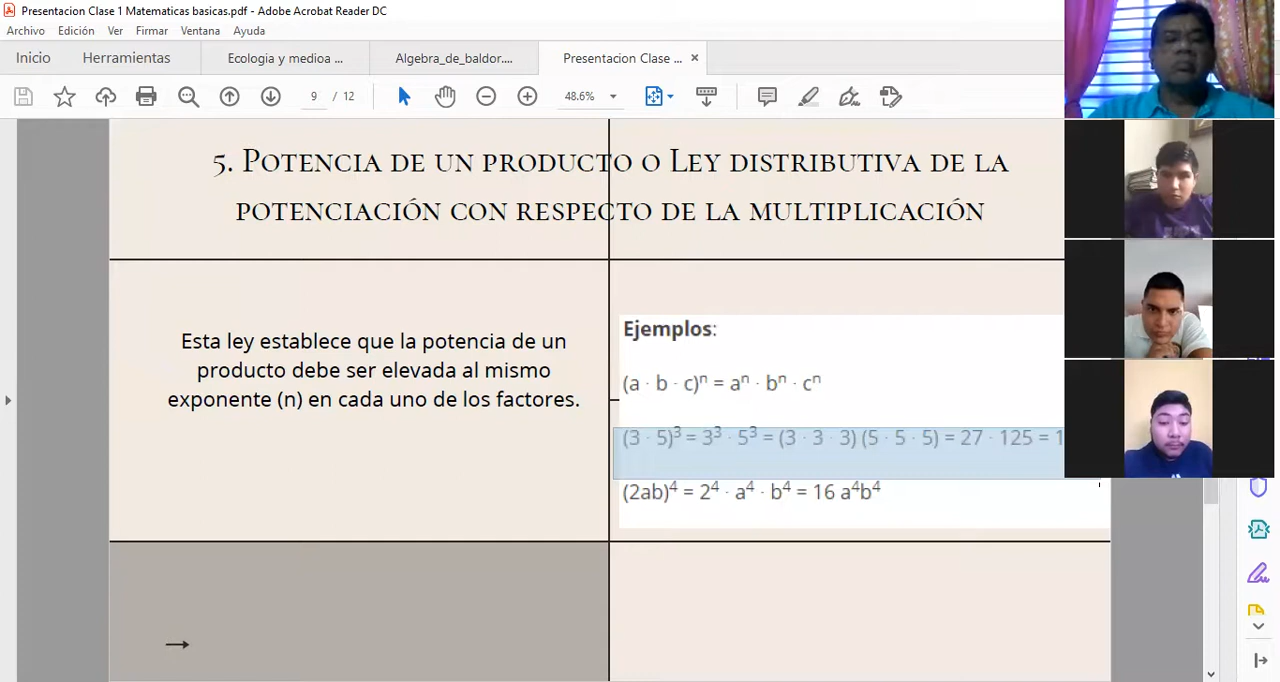 Presentacion Clase 1 Matematicas basicas.pdf - Adobe Acrobat Reader DC
Archivo Edición Ver Firmar Ventana Ayuda
Inicio Herramientas Ecologia y medioa ... Algebra_de_baldor.... Presentacion Clase ... ×
9 / 12 48.6%
5. Potencia de un producto o Ley distributiva de la
potenciación con respecto de la multiplicación
Esta ley establece que la potencia de un
producto debe ser elevada al mismo
exponente (n) en cada uno de los factores.
Ejemplos:
(a · b · c)ⁿ = aⁿ · bⁿ · cⁿ
(3 · 5)³ = 3³ · 5³ = (3 · 3 · 3) (5 · 5 · 5) = 27 · 125 = 1
(2ab)⁴ = 2⁴ · a⁴ · b⁴ = 16 a⁴b⁴
→